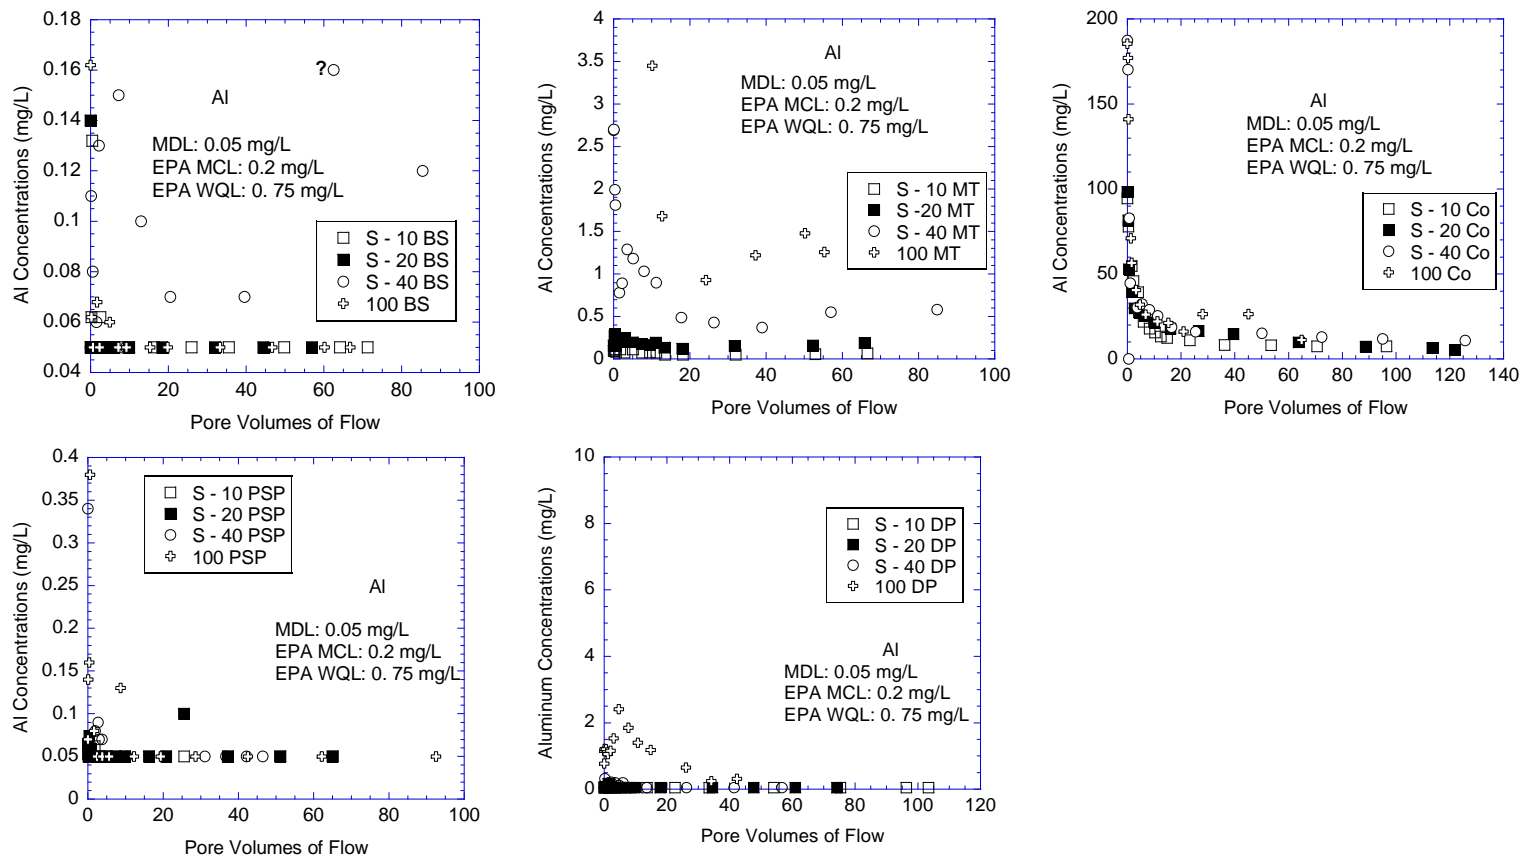 0.18
0.16
0.14
0.12
0.1
0.08
0.06
0.04
0 20 40 60 80 100
Al Concentrations (mg/L)
Pore Volumes of Flow
?
Al
MDL: 0.05 mg/L
EPA MCL: 0.2 mg/L
EPA WQL: 0. 75 mg/L
S - 10 BS
S - 20 BS
S - 40 BS
100 BS
4
3.5
3
2.5
2
1.5
1
0.5
0
0 20 40 60 80 100
Al Concentrations (mg/L)
Pore Volumes of Flow
Al
MDL: 0.05 mg/L
EPA MCL: 0.2 mg/L
EPA WQL: 0. 75 mg/L
S - 10 MT
S -20 MT
S - 40 MT
100 MT
200
150
100
50
0
0 20 40 60 80 100 120 140
Al Concentrations (mg/L)
Pore Volumes of Flow
Al
MDL: 0.05 mg/L
EPA MCL: 0.2 mg/L
EPA WQL: 0. 75 mg/L
S - 10 Co
S - 20 Co
S - 40 Co
100 Co
0.4
0.35
0.3
0.25
0.2
0.15
0.1
0.05
0
0 20 40 60 80 100
Al Concentrations (mg/L)
Pore Volumes of Flow
S - 10 PSP
S - 20 PSP
S - 40 PSP
100 PSP
Al
MDL: 0.05 mg/L
EPA MCL: 0.2 mg/L
EPA WQL: 0. 75 mg/L
10
8
6
4
2
0
0 20 40 60 80 100 120
Aluminum Concentrations (mg/L)
Pore Volumes of Flow
S - 10 DP
S - 20 DP
S - 40 DP
100 DP
Al
MDL: 0.05 mg/L
EPA MCL: 0.2 mg/L
EPA WQL: 0. 75 mg/L